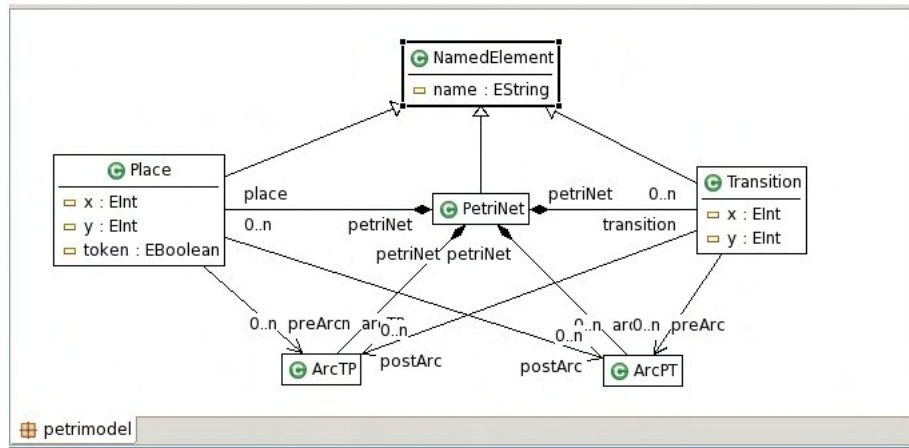 NamedElement
name : EString
Place
x : EInt
y : EInt
token : EBoolean
place
0..n
petriNet
PetriNet
petriNet
0..n
transition
Transition
x : EInt
y : EInt
petriNet petriNet
0..n preArc
0..n
0..n
0..n preArc
ArcTP
postArc
postArc
ArcPT
petrimodel